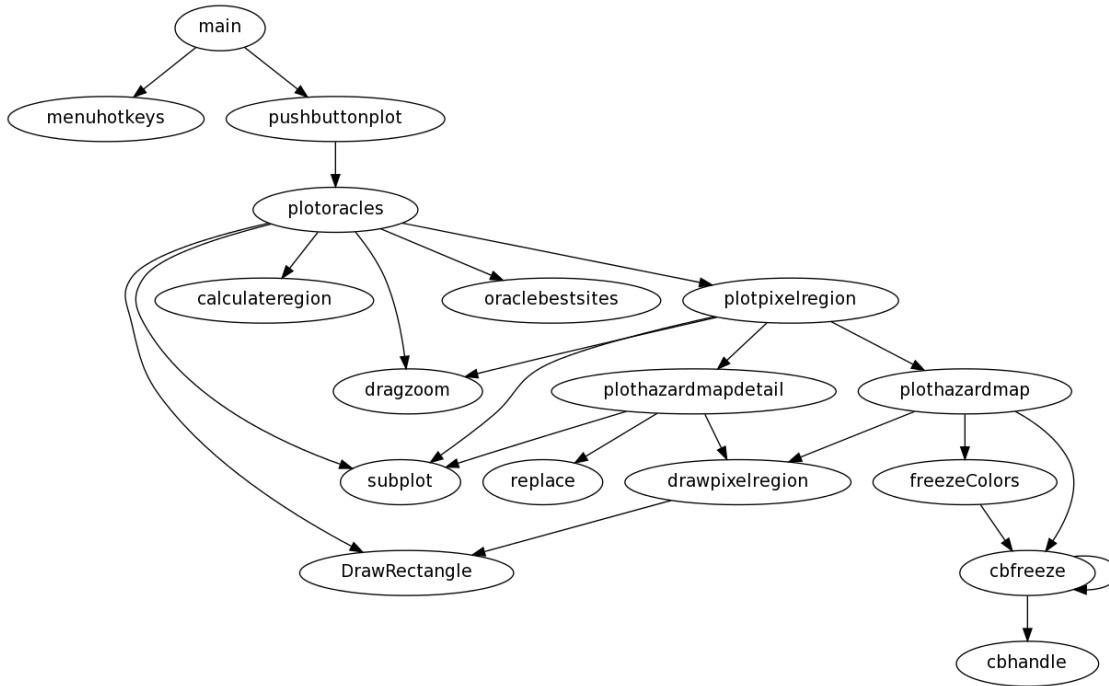 main
menuhotkeys
pushbuttonplot
plotoracles
calculateregion
oraclebestsites
plotpixelregion
dragzoom
plothazardmapdetail
plothazardmap
subplot
replace
drawpixelregion
freezeColors
DrawRectangle
cbfreeze
cbhandle